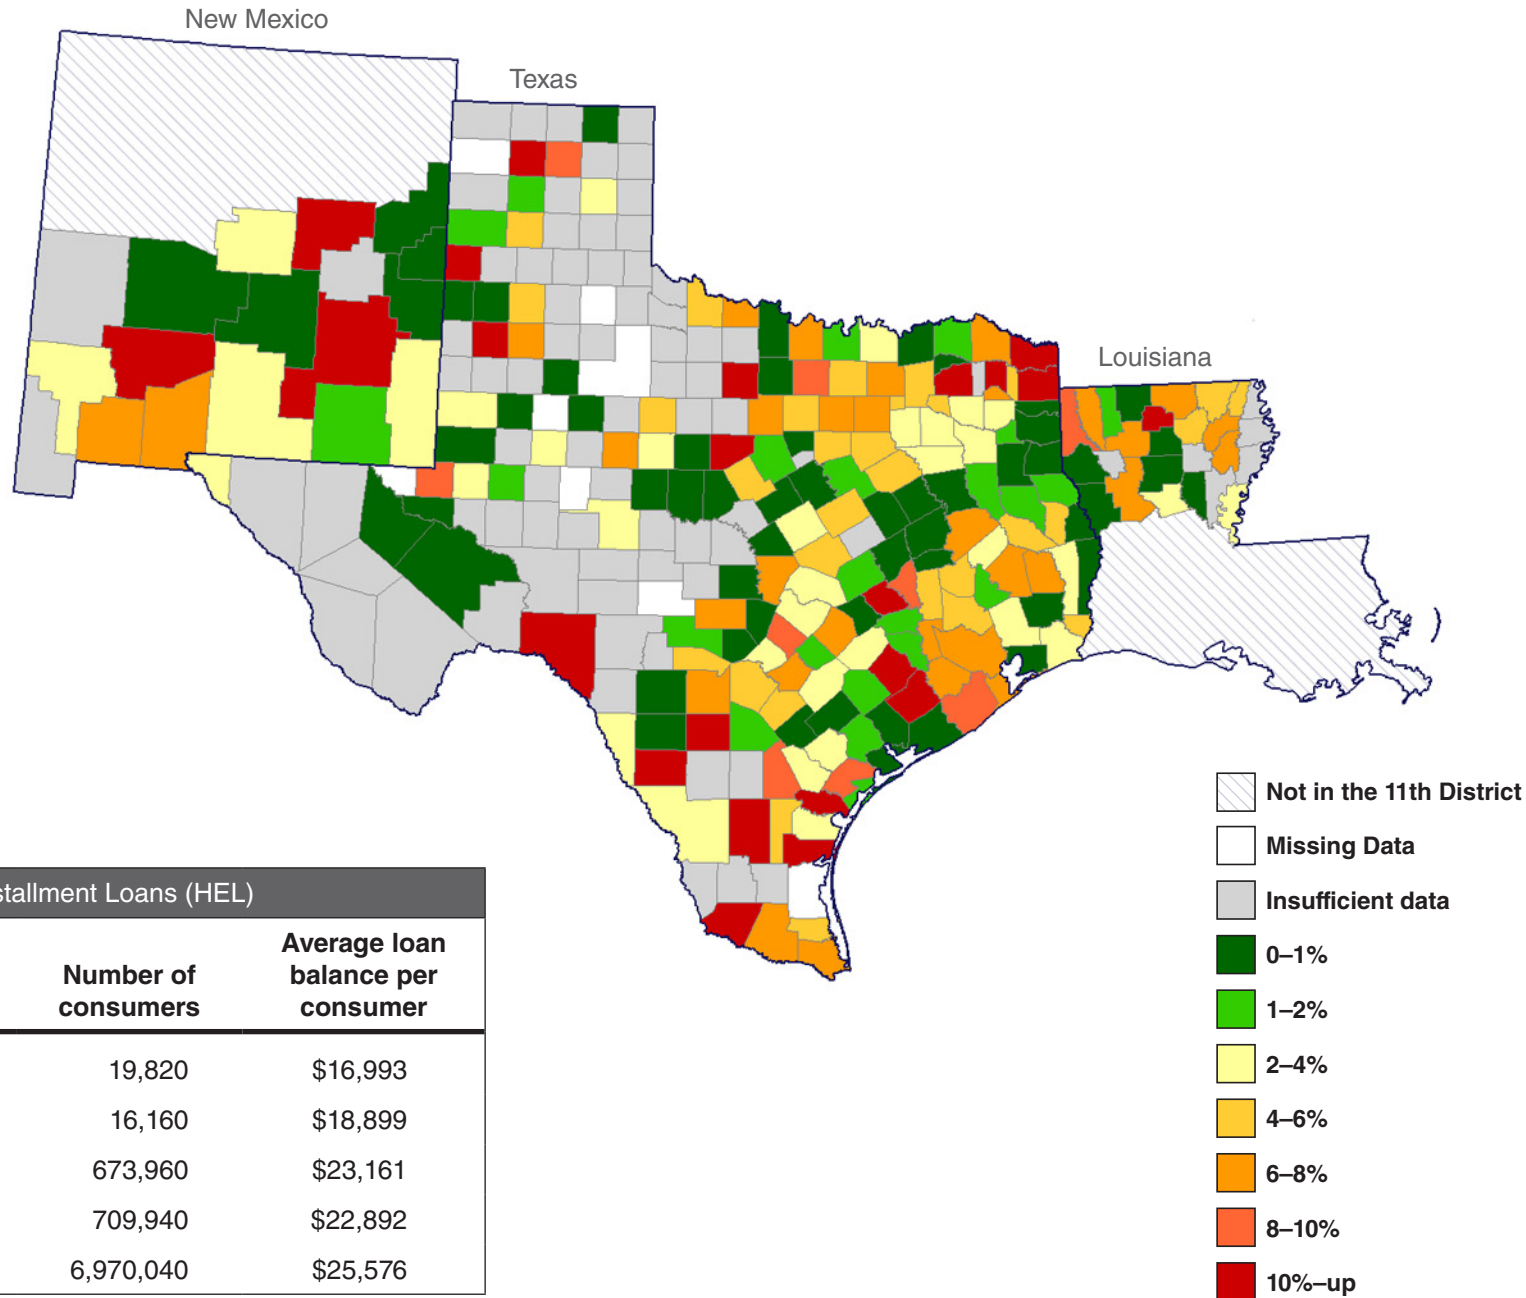 New Mexico
Texas
Louisiana
Not in the 11th District
Missing Data
Insufficient data
0–1%
1–2%
2–4%
4–6%
6–8%
8–10%
10%–up
stallment Loans (HEL)
Number of consumers
Average loan balance per consumer
19,820 $16,993
16,160 $18,899
673,960 $23,161
709,940 $22,892
6,970,040 $25,576